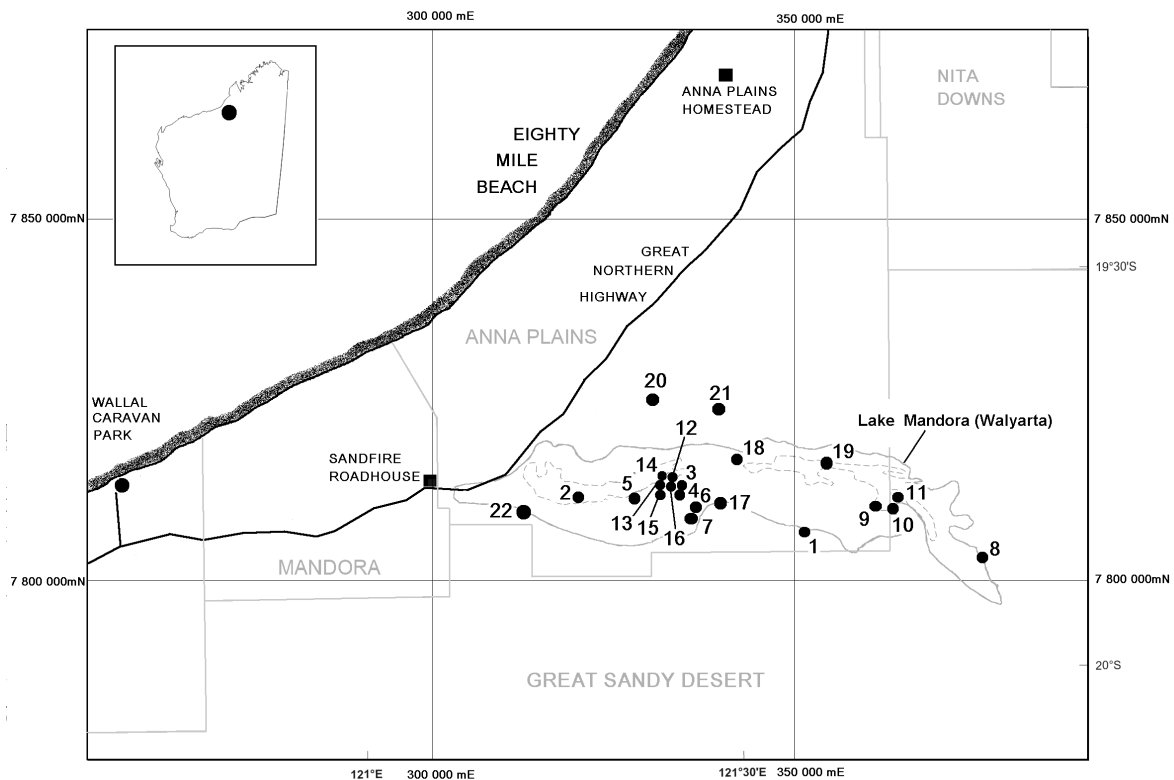 300 000 mE
350 000 mE
NITA
DOWNS
ANNA PLAINS
HOMESTEAD
EIGHTY
MILE
BEACH
7 850 000mN
7 850 000mN
GREAT
NORTHERN
HIGHWAY
19°30'S
ANNA PLAINS
WALLAL
CARAVAN
PARK
20
21
Lake Mandora (Walyarta)
12
SANDFIRE
ROADHOUSE
18
19
14
3
2
5
4
6
17
11
22
13
15
16
7
9
10
1
8
MANDORA
7 800 000mN
7 800 000mN
20°S
GREAT SANDY DESERT
121°E
300 000 mE
121°30'E
350 000 mE